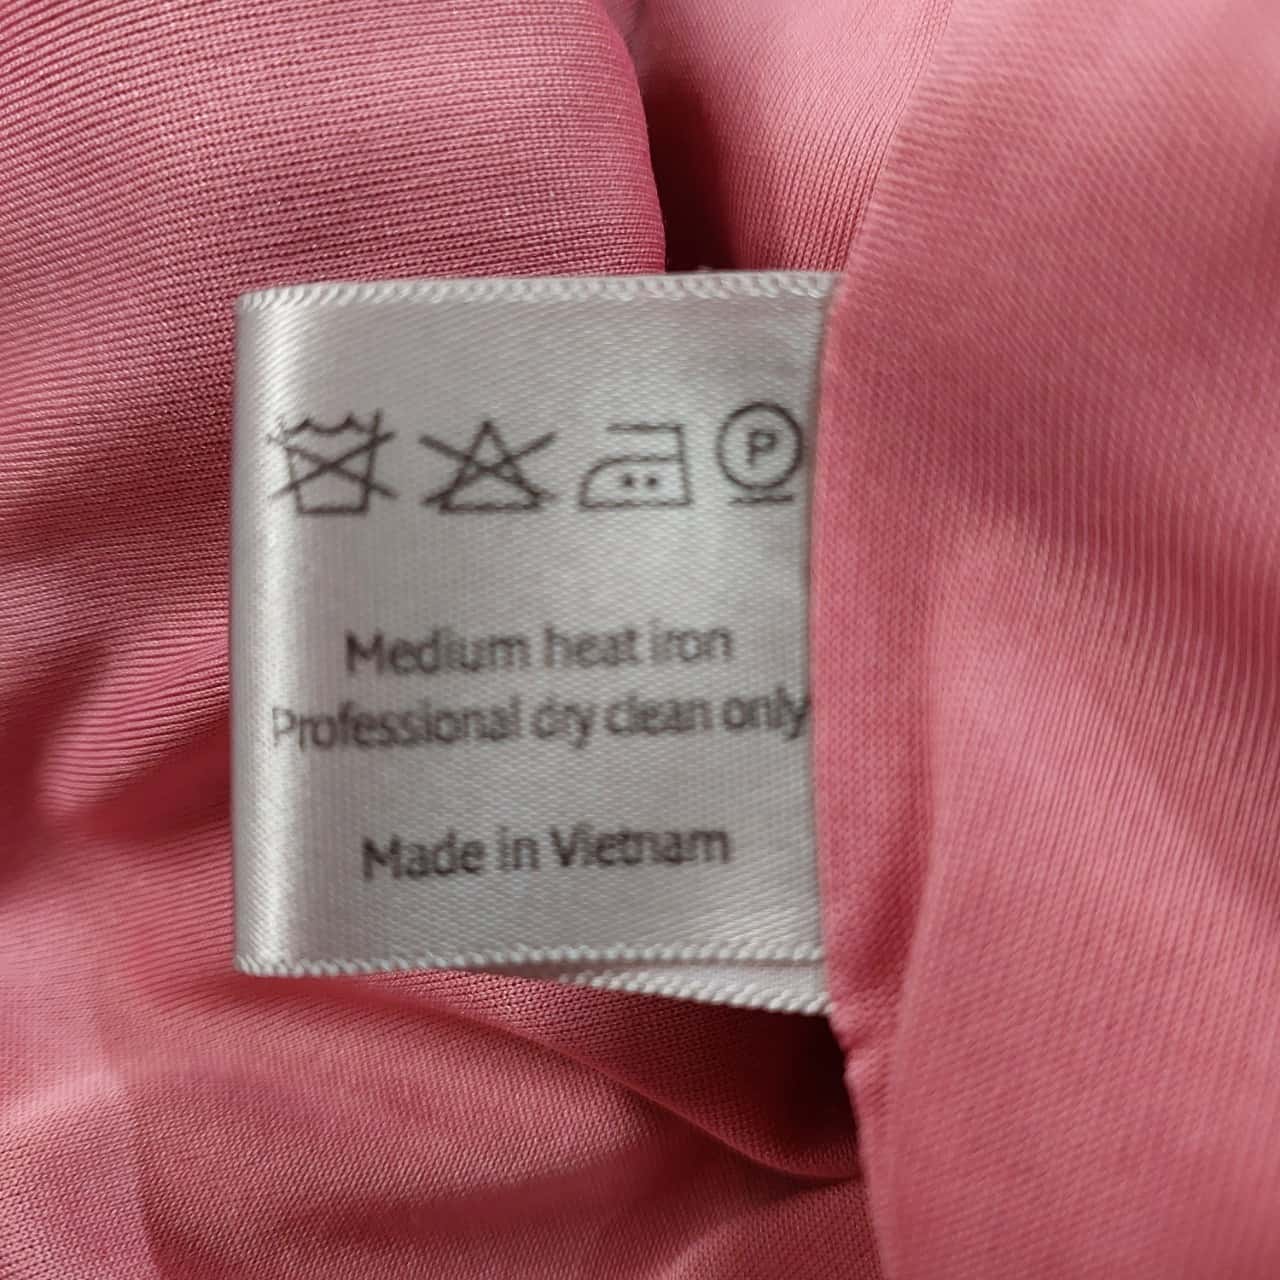 P
Medium heat iron
Professional dry clean only
Made in Vietnam